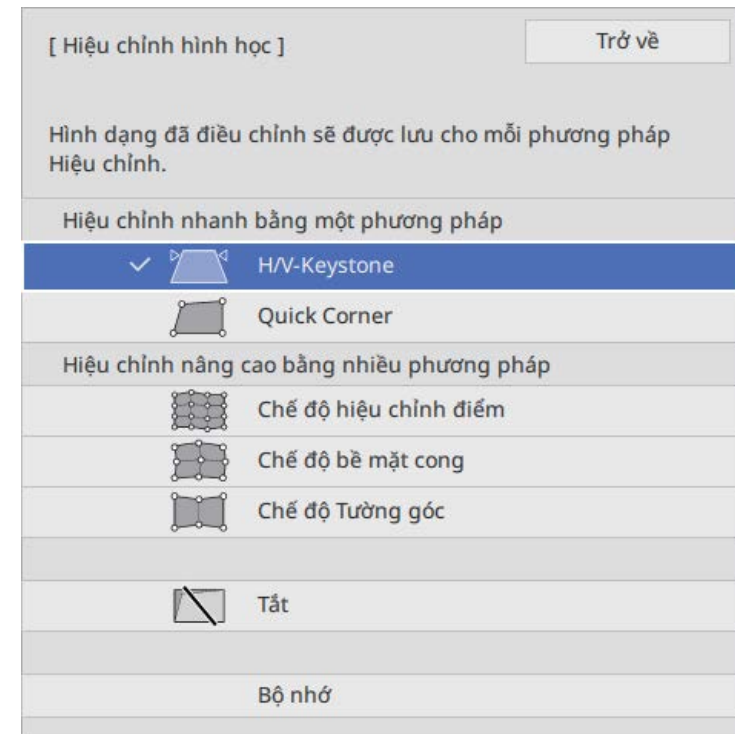 [ Hiệu chỉnh hình học ]
Trở về
Hình dạng đã điều chỉnh sẽ được lưu cho mỗi phương pháp
Hiệu chỉnh.
Hiệu chỉnh nhanh bằng một phương pháp
H/V-Keystone
Quick Corner
Hiệu chỉnh nâng cao bằng nhiều phương pháp
Chế độ hiệu chỉnh điểm
Chế độ bề mặt cong
Chế độ Tường góc
Tắt
Bộ nhớ